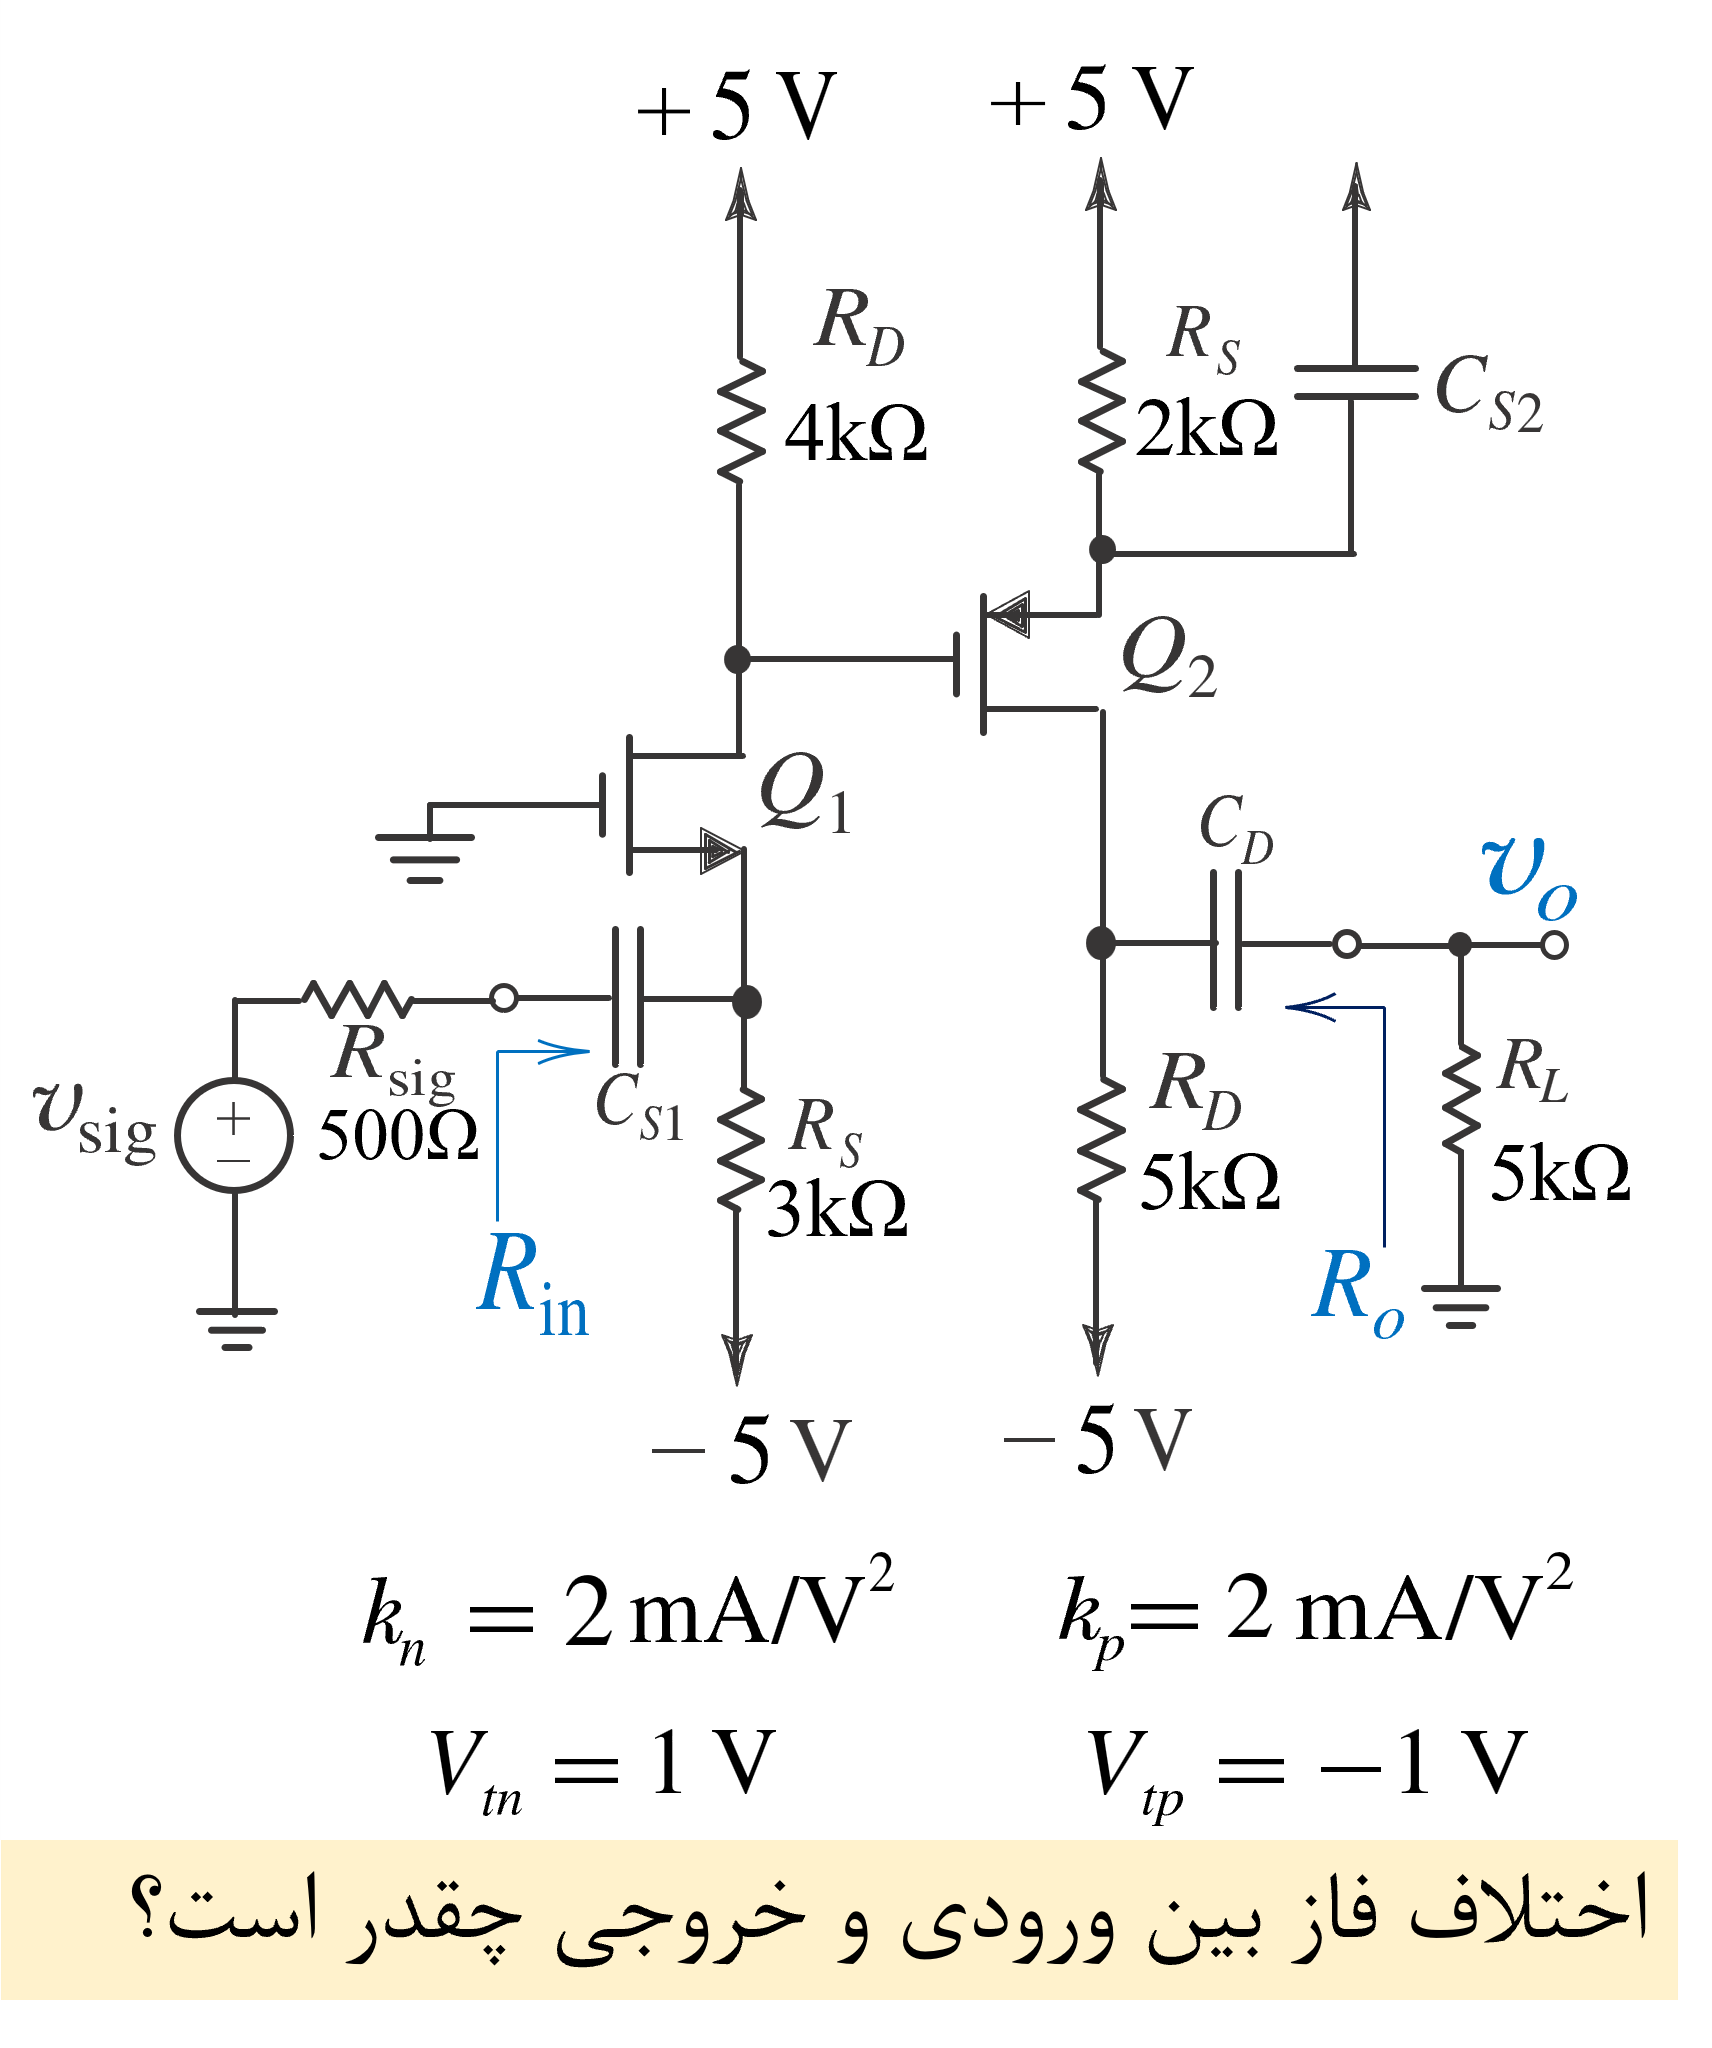 + 5 V
+ 5 V
R_D
4kΩ
R_S
2kΩ
C_S2
Q_2
Q_1
C_D
v_o
v_sig
+
−
R_sig
500Ω
C_S1
R_in
R_S
3kΩ
R_D
5kΩ
R_L
5kΩ
R_o
− 5 V
− 5 V
k_n = 2 mA/V²
k_p = 2 mA/V²
V_tn = 1 V
V_tp = −1 V
اختلاف فاز بین ورودی و خروجی چقدر است؟